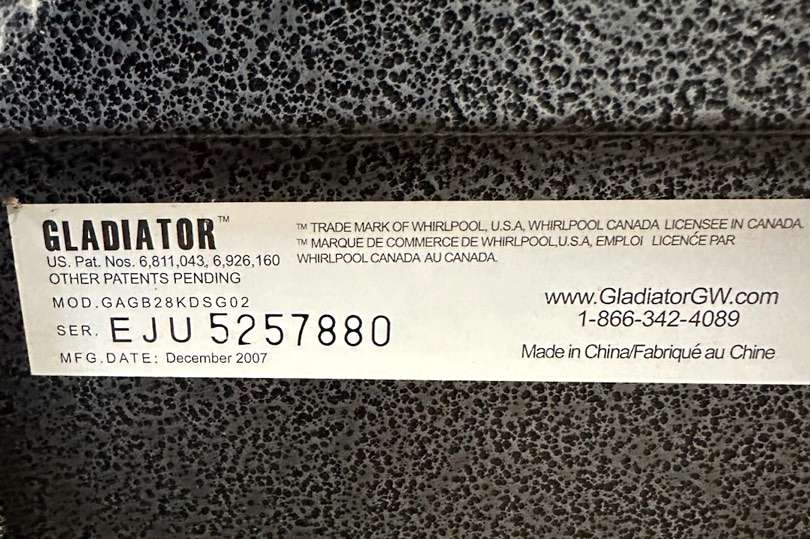 GLADIATOR™
US. Pat. Nos. 6,811,043, 6,926,160
OTHER PATENTS PENDING
MOD.GAGB28KDSG02
SER. EJU 5257880
MFG.DATE: December 2007
™ TRADE MARK OF WHIRLPOOL, U.S.A, WHIRLPOOL CANADA LICENSEE IN CANADA.
™ MARQUE DE COMMERCE DE WHIRLPOOL,U.S.A, EMPLOI LICENCÉE PAR
WHIRLPOOL CANADA AU CANADA.
www.GladiatorGW.com
1-866-342-4089
Made in China/Fabriqué au Chine